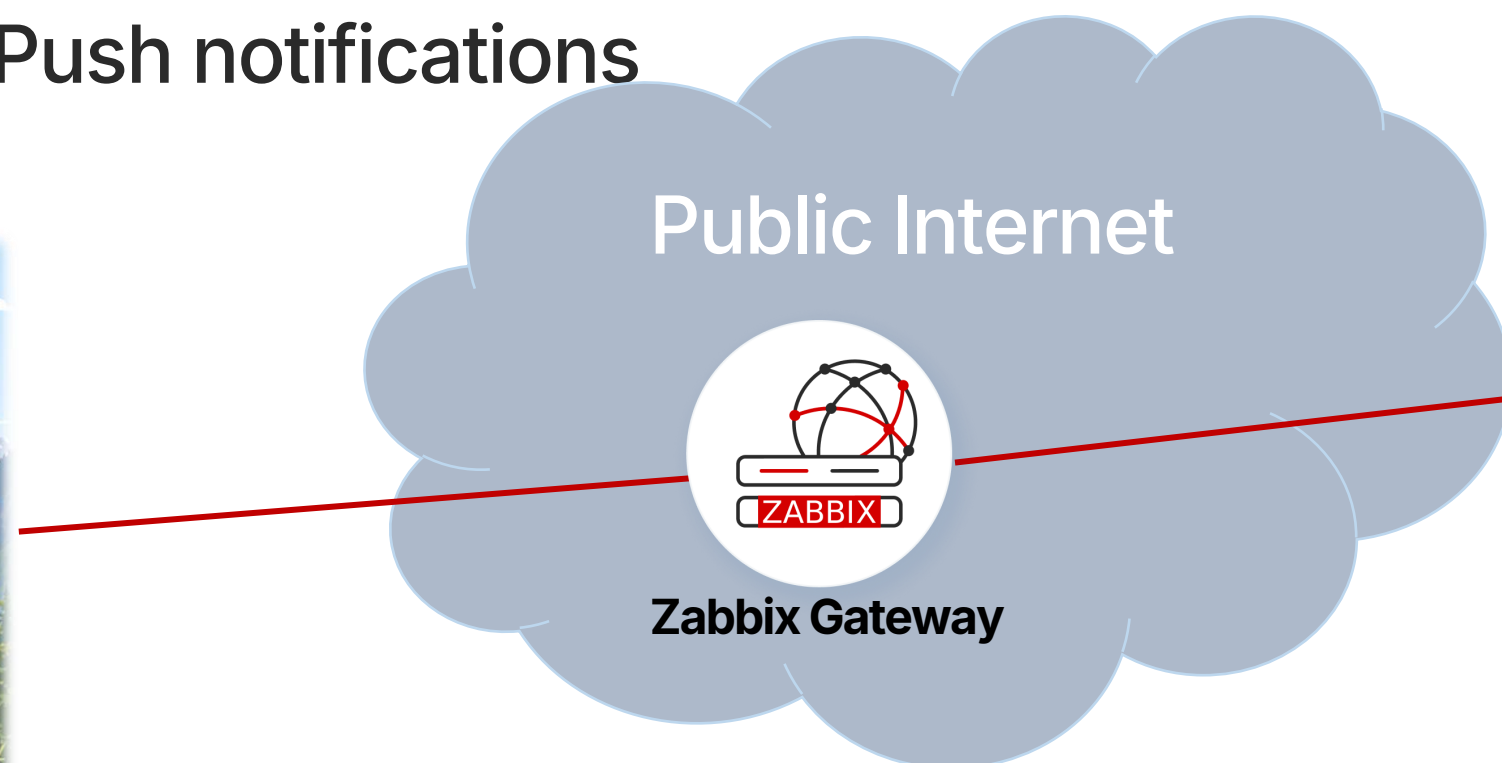 Push notifications
Public Internet
ZABBIX
Zabbix Gateway